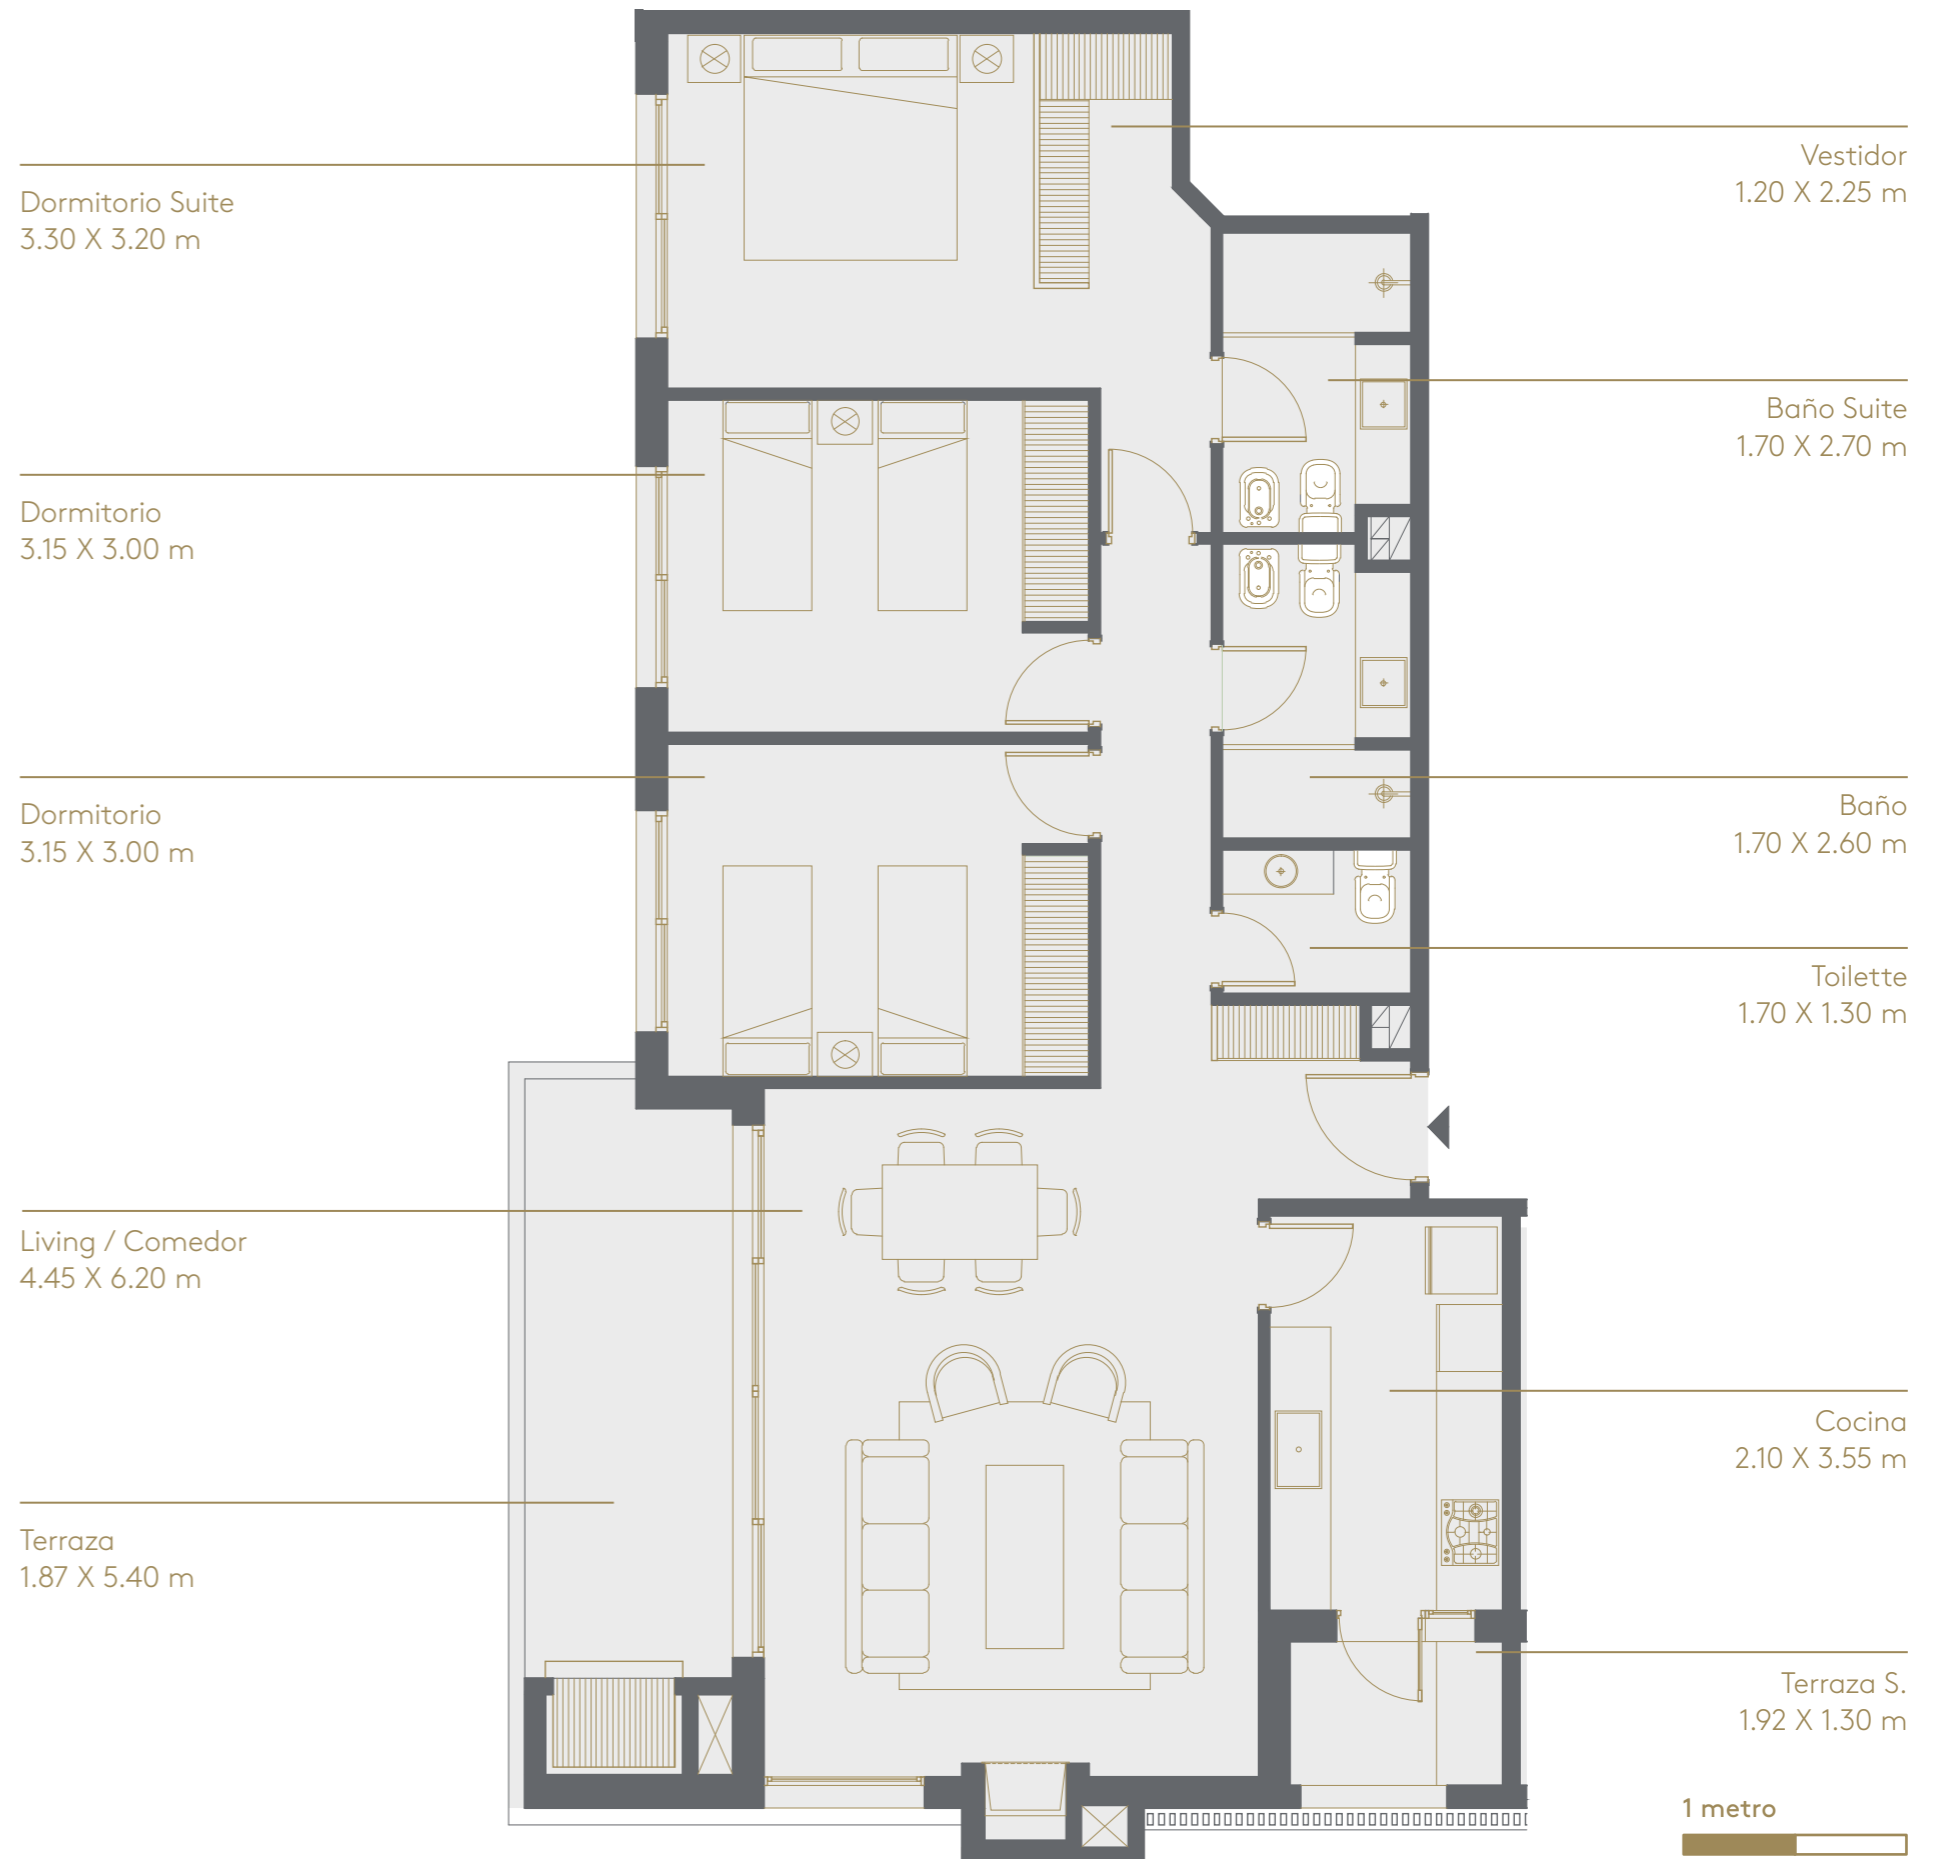 Dormitorio Suite
3.30 X 3.20 m
Dormitorio
3.15 X 3.00 m
Dormitorio
3.15 X 3.00 m
Living / Comedor
4.45 X 6.20 m
Terraza
1.87 X 5.40 m
Vestidor
1.20 X 2.25 m
Baño Suite
1.70 X 2.70 m
Baño
1.70 X 2.60 m
Toilette
1.70 X 1.30 m
Cocina
2.10 X 3.55 m
Terraza S.
1.92 X 1.30 m
1 metro